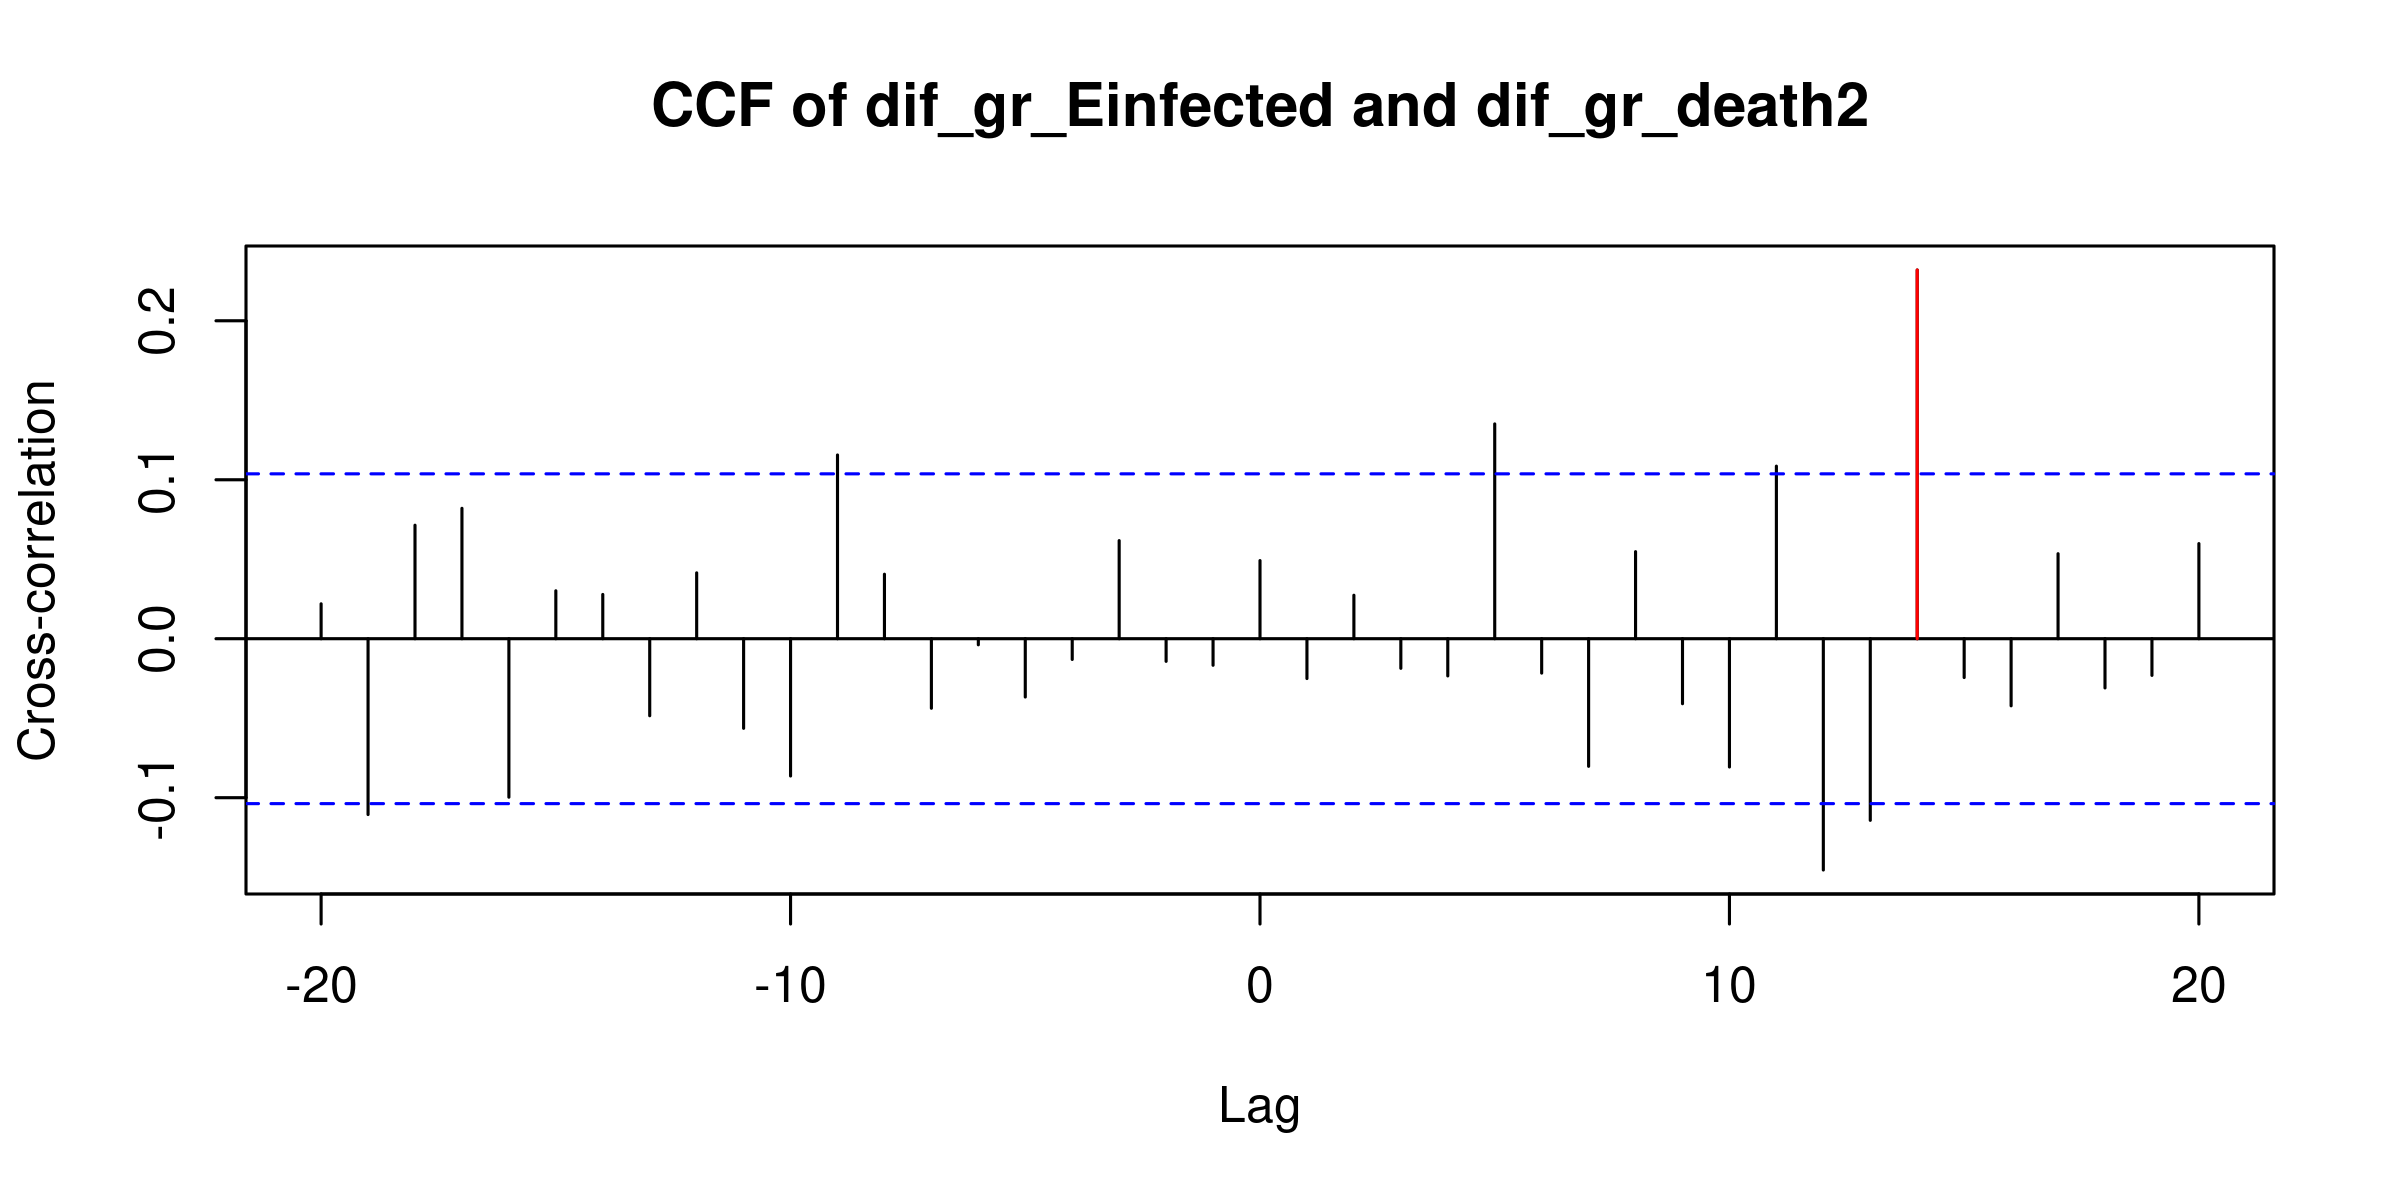 CCF of dif_gr_Einfected and dif_gr_death2
Cross-correlation
0.2
0.1
0.0
-0.1
-20 -10 0 10 20
Lag